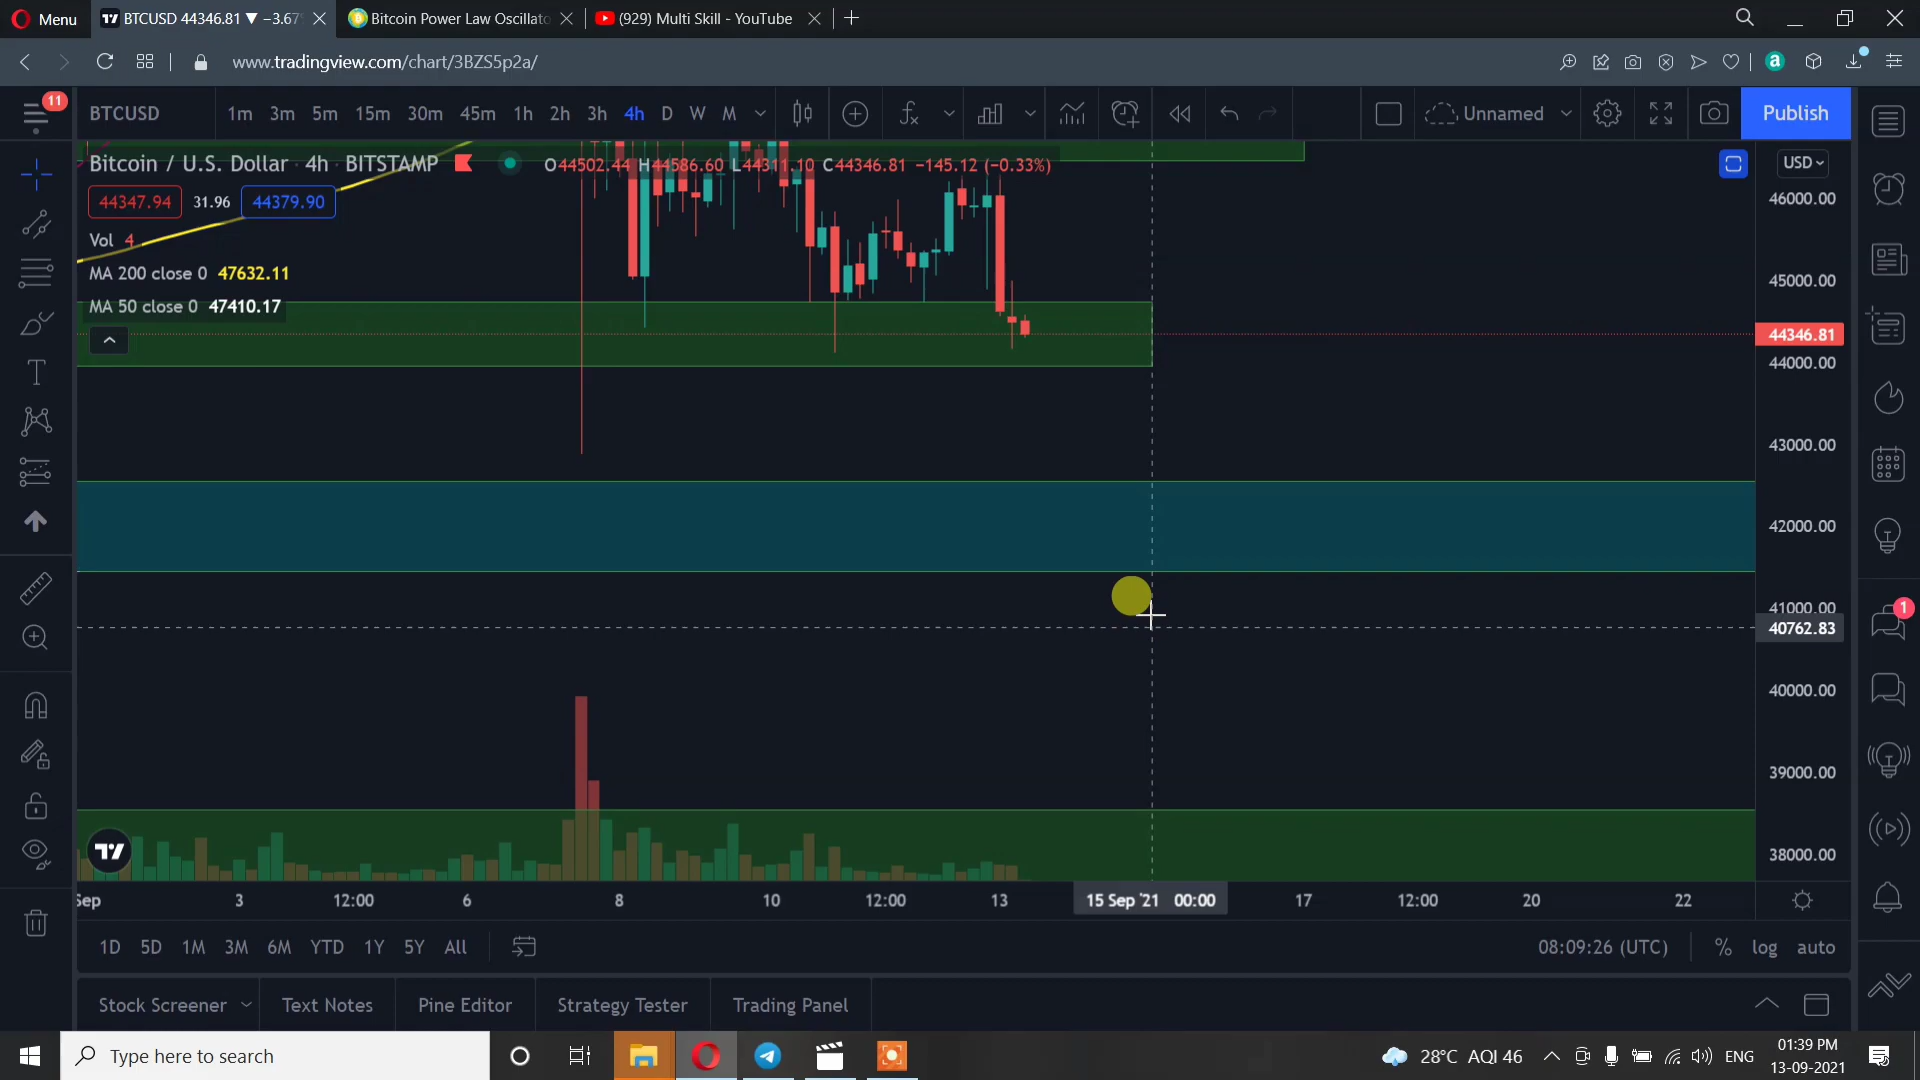 Menu
BTCUSD 44346.81 ▼ −3.67%
Bitcoin Power Law Oscillato
(929) Multi Skill - YouTube
www.tradingview.com/chart/3BZS5p2a/
11
BTCUSD
1m 3m 5m 15m 30m 45m 1h 2h 3h 4h D W M
Unnamed
Publish
Bitcoin / U.S. Dollar · 4h · BITSTAMP
O44502.44 H44586.60 L44311.10 C44346.81 −145.12 (−0.33%)
USD
44347.94 31.96 44379.90
Vol 4
MA 200 close 0 47632.11
MA 50 close 0 47410.17
46000.00
45000.00
44346.81
44000.00
43000.00
42000.00
41000.00
40762.83
40000.00
39000.00
38000.00
1
Sep 3 12:00 6 8 10 12:00 13 15 Sep '21 00:00 17 12:00 20 22
1D 5D 1M 3M 6M YTD 1Y 5Y All
08:09:26 (UTC) % log auto
Stock Screener Text Notes Pine Editor Strategy Tester Trading Panel
Type here to search
28°C AQI 46
ENG
01:39 PM
13-09-2021